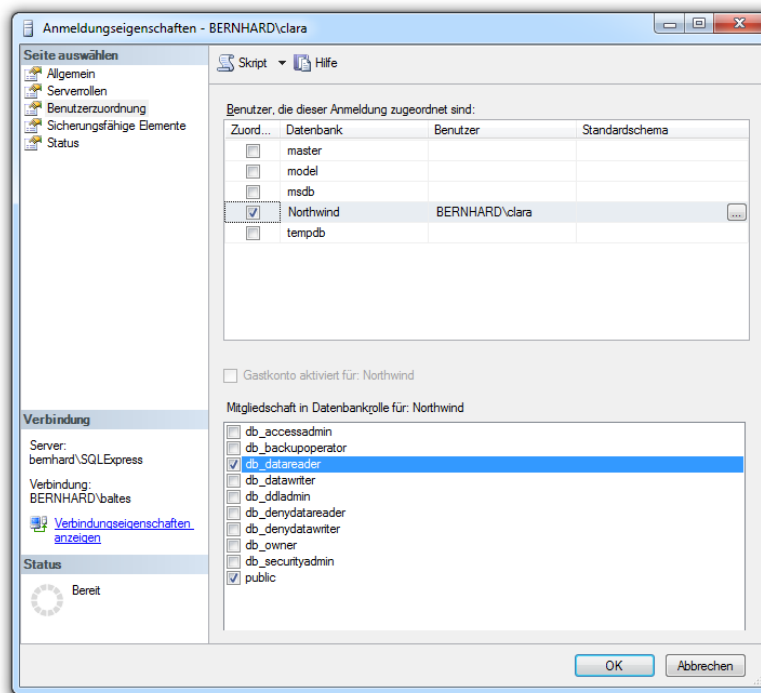 Anmeldungseigenschaften - BERNHARD\clara
Seite auswählen
Allgemein
Serverrollen
Benutzerzuordnung
Sicherungsfähige Elemente
Status
Skript
Hilfe
Benutzer, die dieser Anmeldung zugeordnet sind:
Zuord... Datenbank Benutzer Standardschema
master
model
msdb
Northwind BERNHARD\clara ...
tempdb
Gastkonto aktiviert für: Northwind
Mitgliedschaft in Datenbankrolle für: Northwind
db_accessadmin
db_backupoperator
db_datareader
db_datawriter
db_ddladmin
db_denydatareader
db_denydatawriter
db_owner
db_securityadmin
public
Verbindung
Server:
bernhard\SQLExpress
Verbindung:
BERNHARD\baltes
Verbindungseigenschaften
anzeigen
Status
Bereit
OK Abbrechen